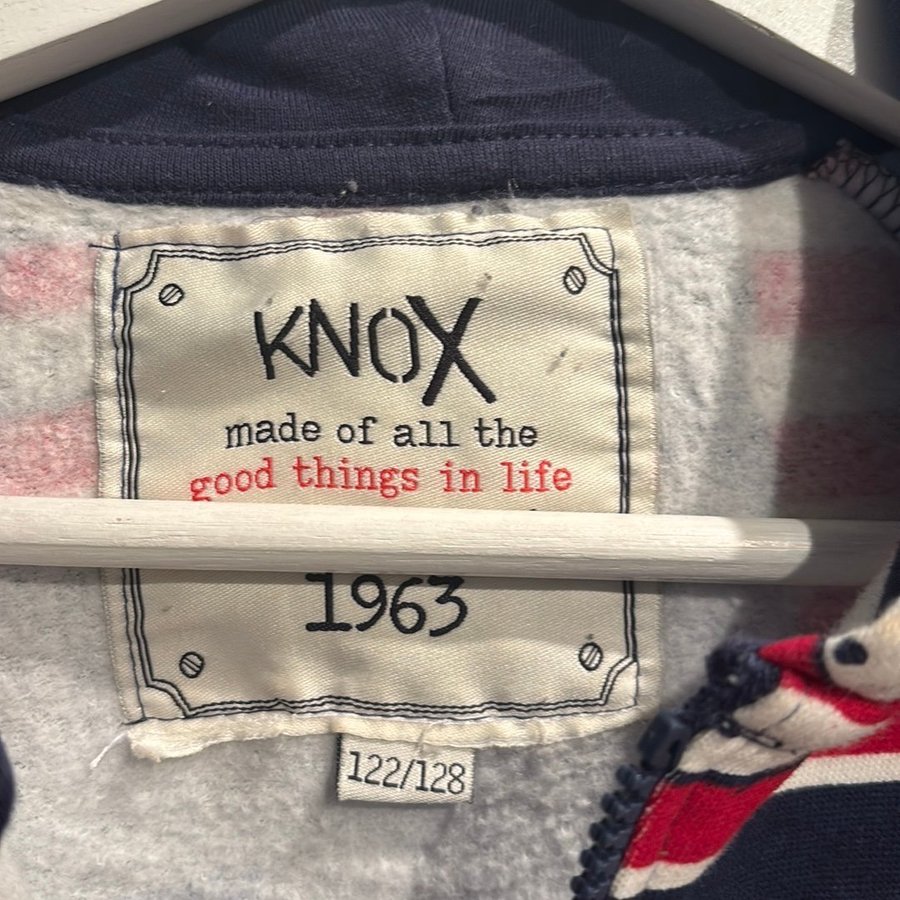 KNOX
made of all the
good things in life
1963
122/128